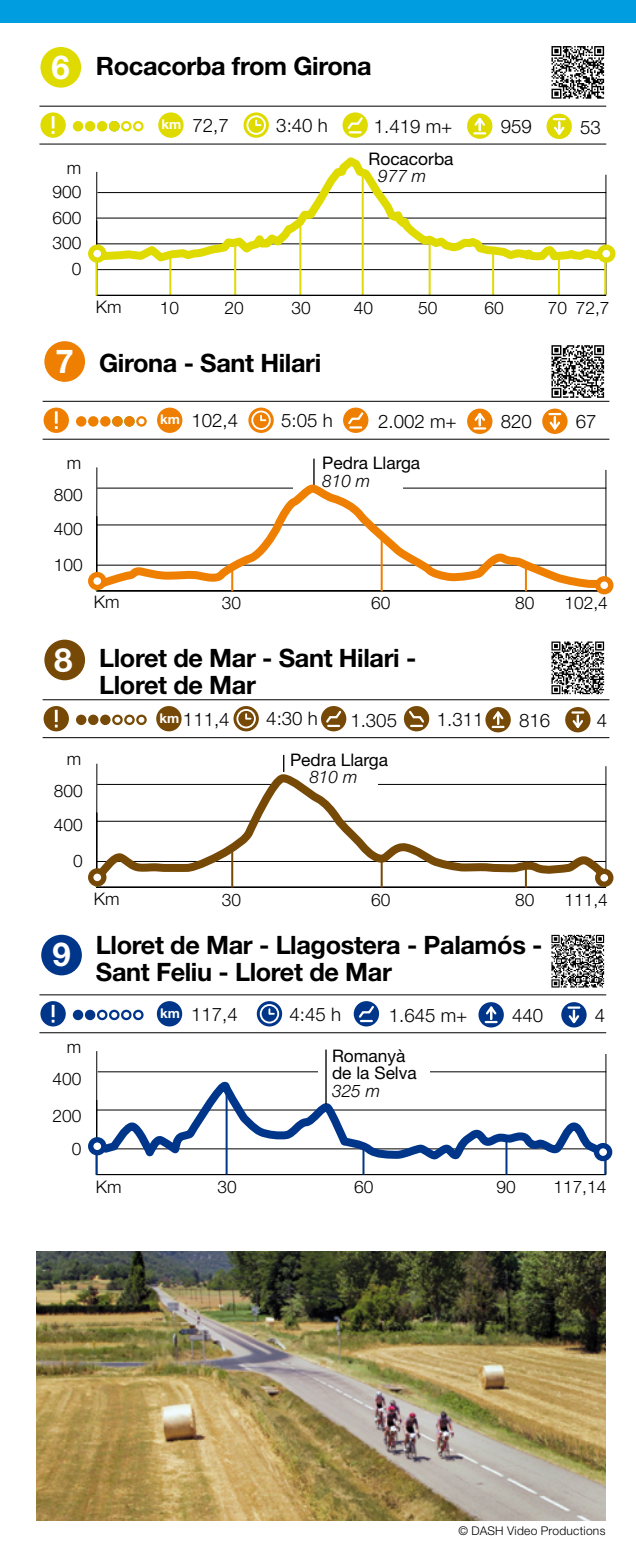 6 Rocacorba from Girona
! km 72,7 3:40 h 1.419 m+ 959 53
m
Rocacorba
977 m
900
600
300
0
Km 10 20 30 40 50 60 70 72,7
7 Girona - Sant Hilari
! km 102,4 5:05 h 2.002 m+ 820 67
m
Pedra Llarga
810 m
800
400
100
Km 30 60 80 102,4
8 Lloret de Mar - Sant Hilari -
Lloret de Mar
! km 111,4 4:30 h 1.305 1.311 816 4
m
Pedra Llarga
810 m
800
400
0
Km 30 60 80 111,4
9 Lloret de Mar - Llagostera - Palamós -
Sant Feliu - Lloret de Mar
! km 117,4 4:45 h 1.645 m+ 440 4
m
Romanyà
de la Selva
325 m
400
200
0
Km 30 60 90 117,14
© DASH Video Productions